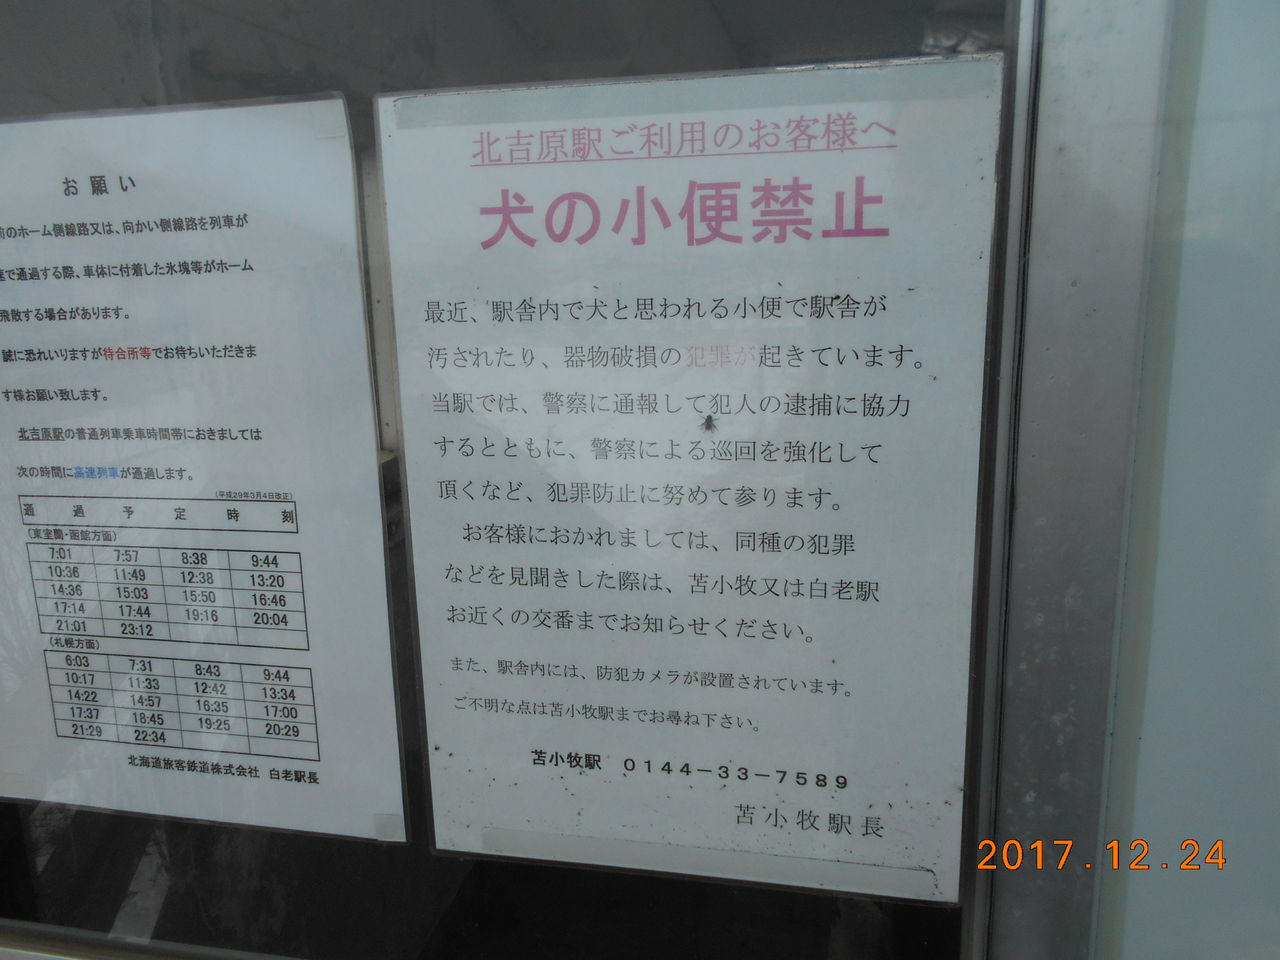 お願い
前のホーム側線路又は、向かい側線路を列車が
で通過する際、車体に付着した氷塊等がホーム
飛散する場合があります。
誠に恐れいりますが待合所等でお待ちいただきま
す様お願い致します。
北吉原駅の普通列車乗車時間帯におきましては
次の時間に高速列車が通過します。
(平成29年3月4日改正)
通過予定時刻
(東室蘭・函館方面)
7:01 7:57 8:38 9:44
10:36 11:49 12:38 13:20
14:36 15:03 15:50 16:46
17:14 17:44 19:16 20:04
21:01 23:12
(札幌方面)
6:03 7:31 8:43 9:44
10:17 11:33 12:42 13:34
14:22 14:57 16:35 17:00
17:37 18:45 19:25 20:29
21:29 22:34
北海道旅客鉄道株式会社 白老駅長
北吉原駅ご利用のお客様へ
犬の小便禁止
最近、駅舎内で犬と思われる小便で駅舎が
汚されたり、器物破損の犯罪が起きています。
当駅では、警察に通報して犯人の逮捕に協力
するとともに、警察による巡回を強化して
頂くなど、犯罪防止に努めて参ります。
お客様におかれましては、同種の犯罪
などを見聞きした際は、苫小牧又は白老駅
お近くの交番までお知らせください。
また、駅舎内には、防犯カメラが設置されています。
ご不明な点は苫小牧駅までお尋ね下さい。
苫小牧駅 0144-33-7589
苫小牧駅長
2017.12.24